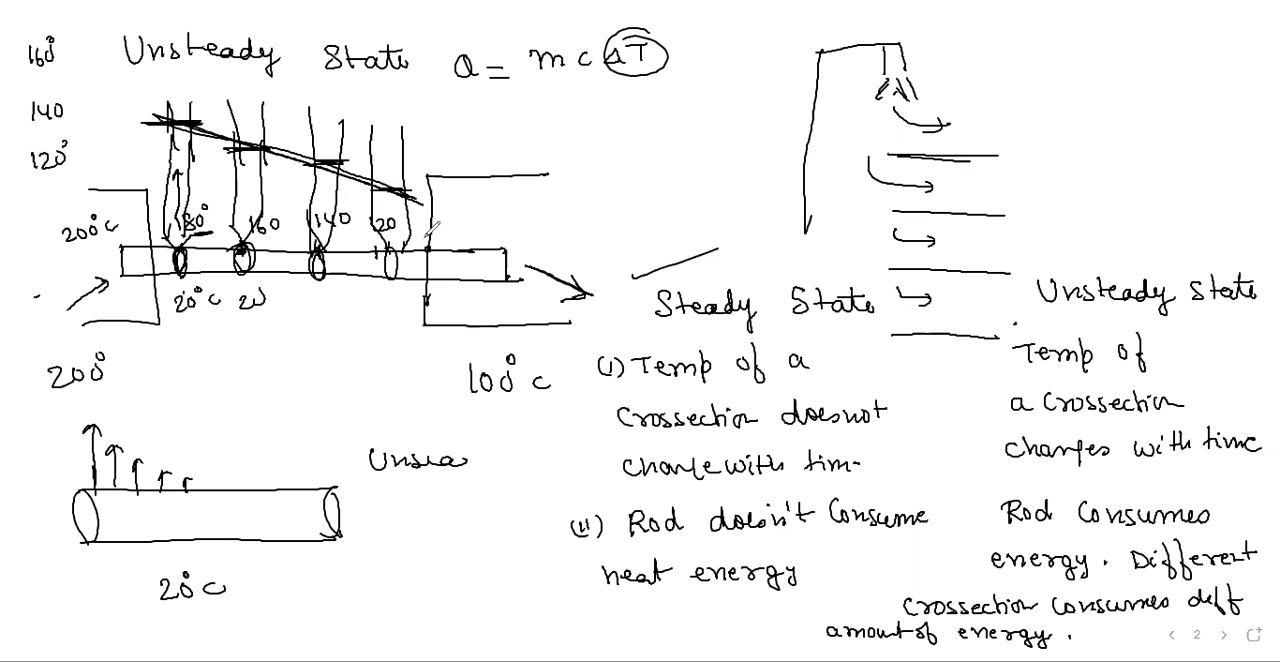 160°
Unsteady State Q = mcΔT
140
120°
200°C
180° 160 140 120
20°C 20
200°
100°C
Unsea
20°C
Steady State
(i) Temp of a
crossection doesnot
change with tim-
(ii) Rod doesn't consume
heat energy
Unsteady State
Temp of
a crossection
changes with time
Rod consumes
energy. Different
crossection consumes diff
amount of energy.
2